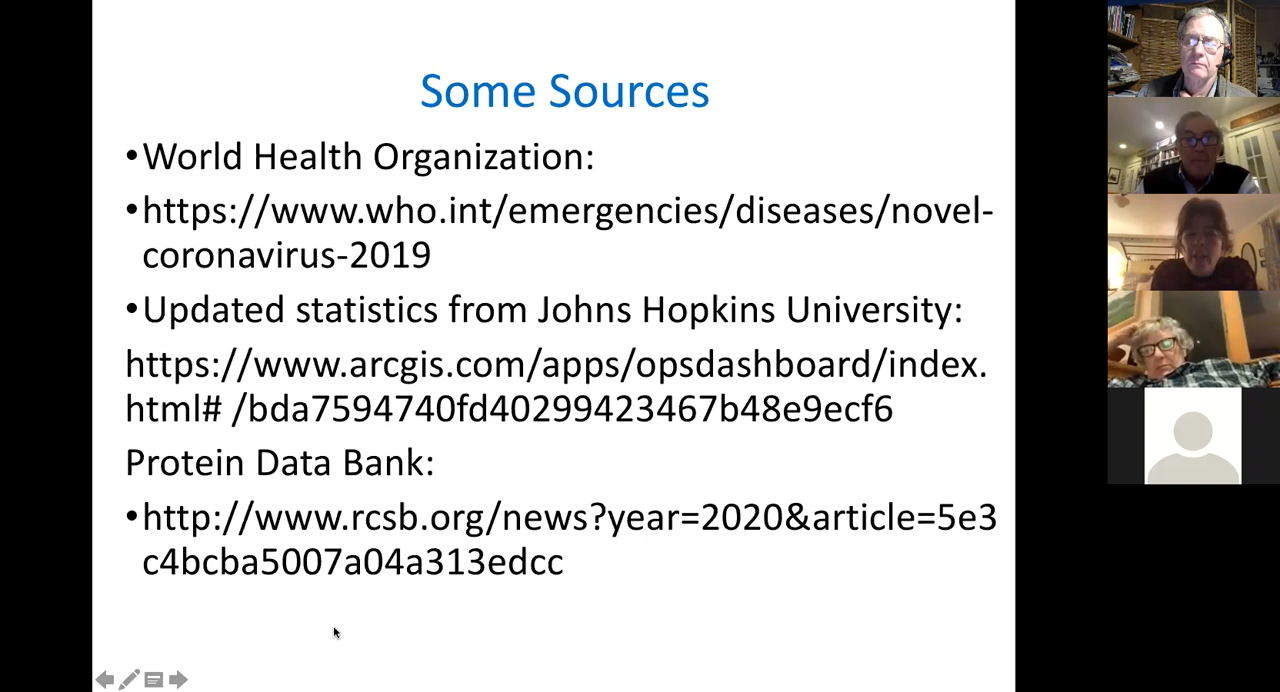 Some Sources
•World Health Organization:
•https://www.who.int/emergencies/diseases/novel-
coronavirus-2019
•Updated statistics from Johns Hopkins University:
https://www.arcgis.com/apps/opsdashboard/index.
html# /bda7594740fd40299423467b48e9ecf6
Protein Data Bank:
•http://www.rcsb.org/news?year=2020&article=5e3
c4bcba5007a04a313edcc